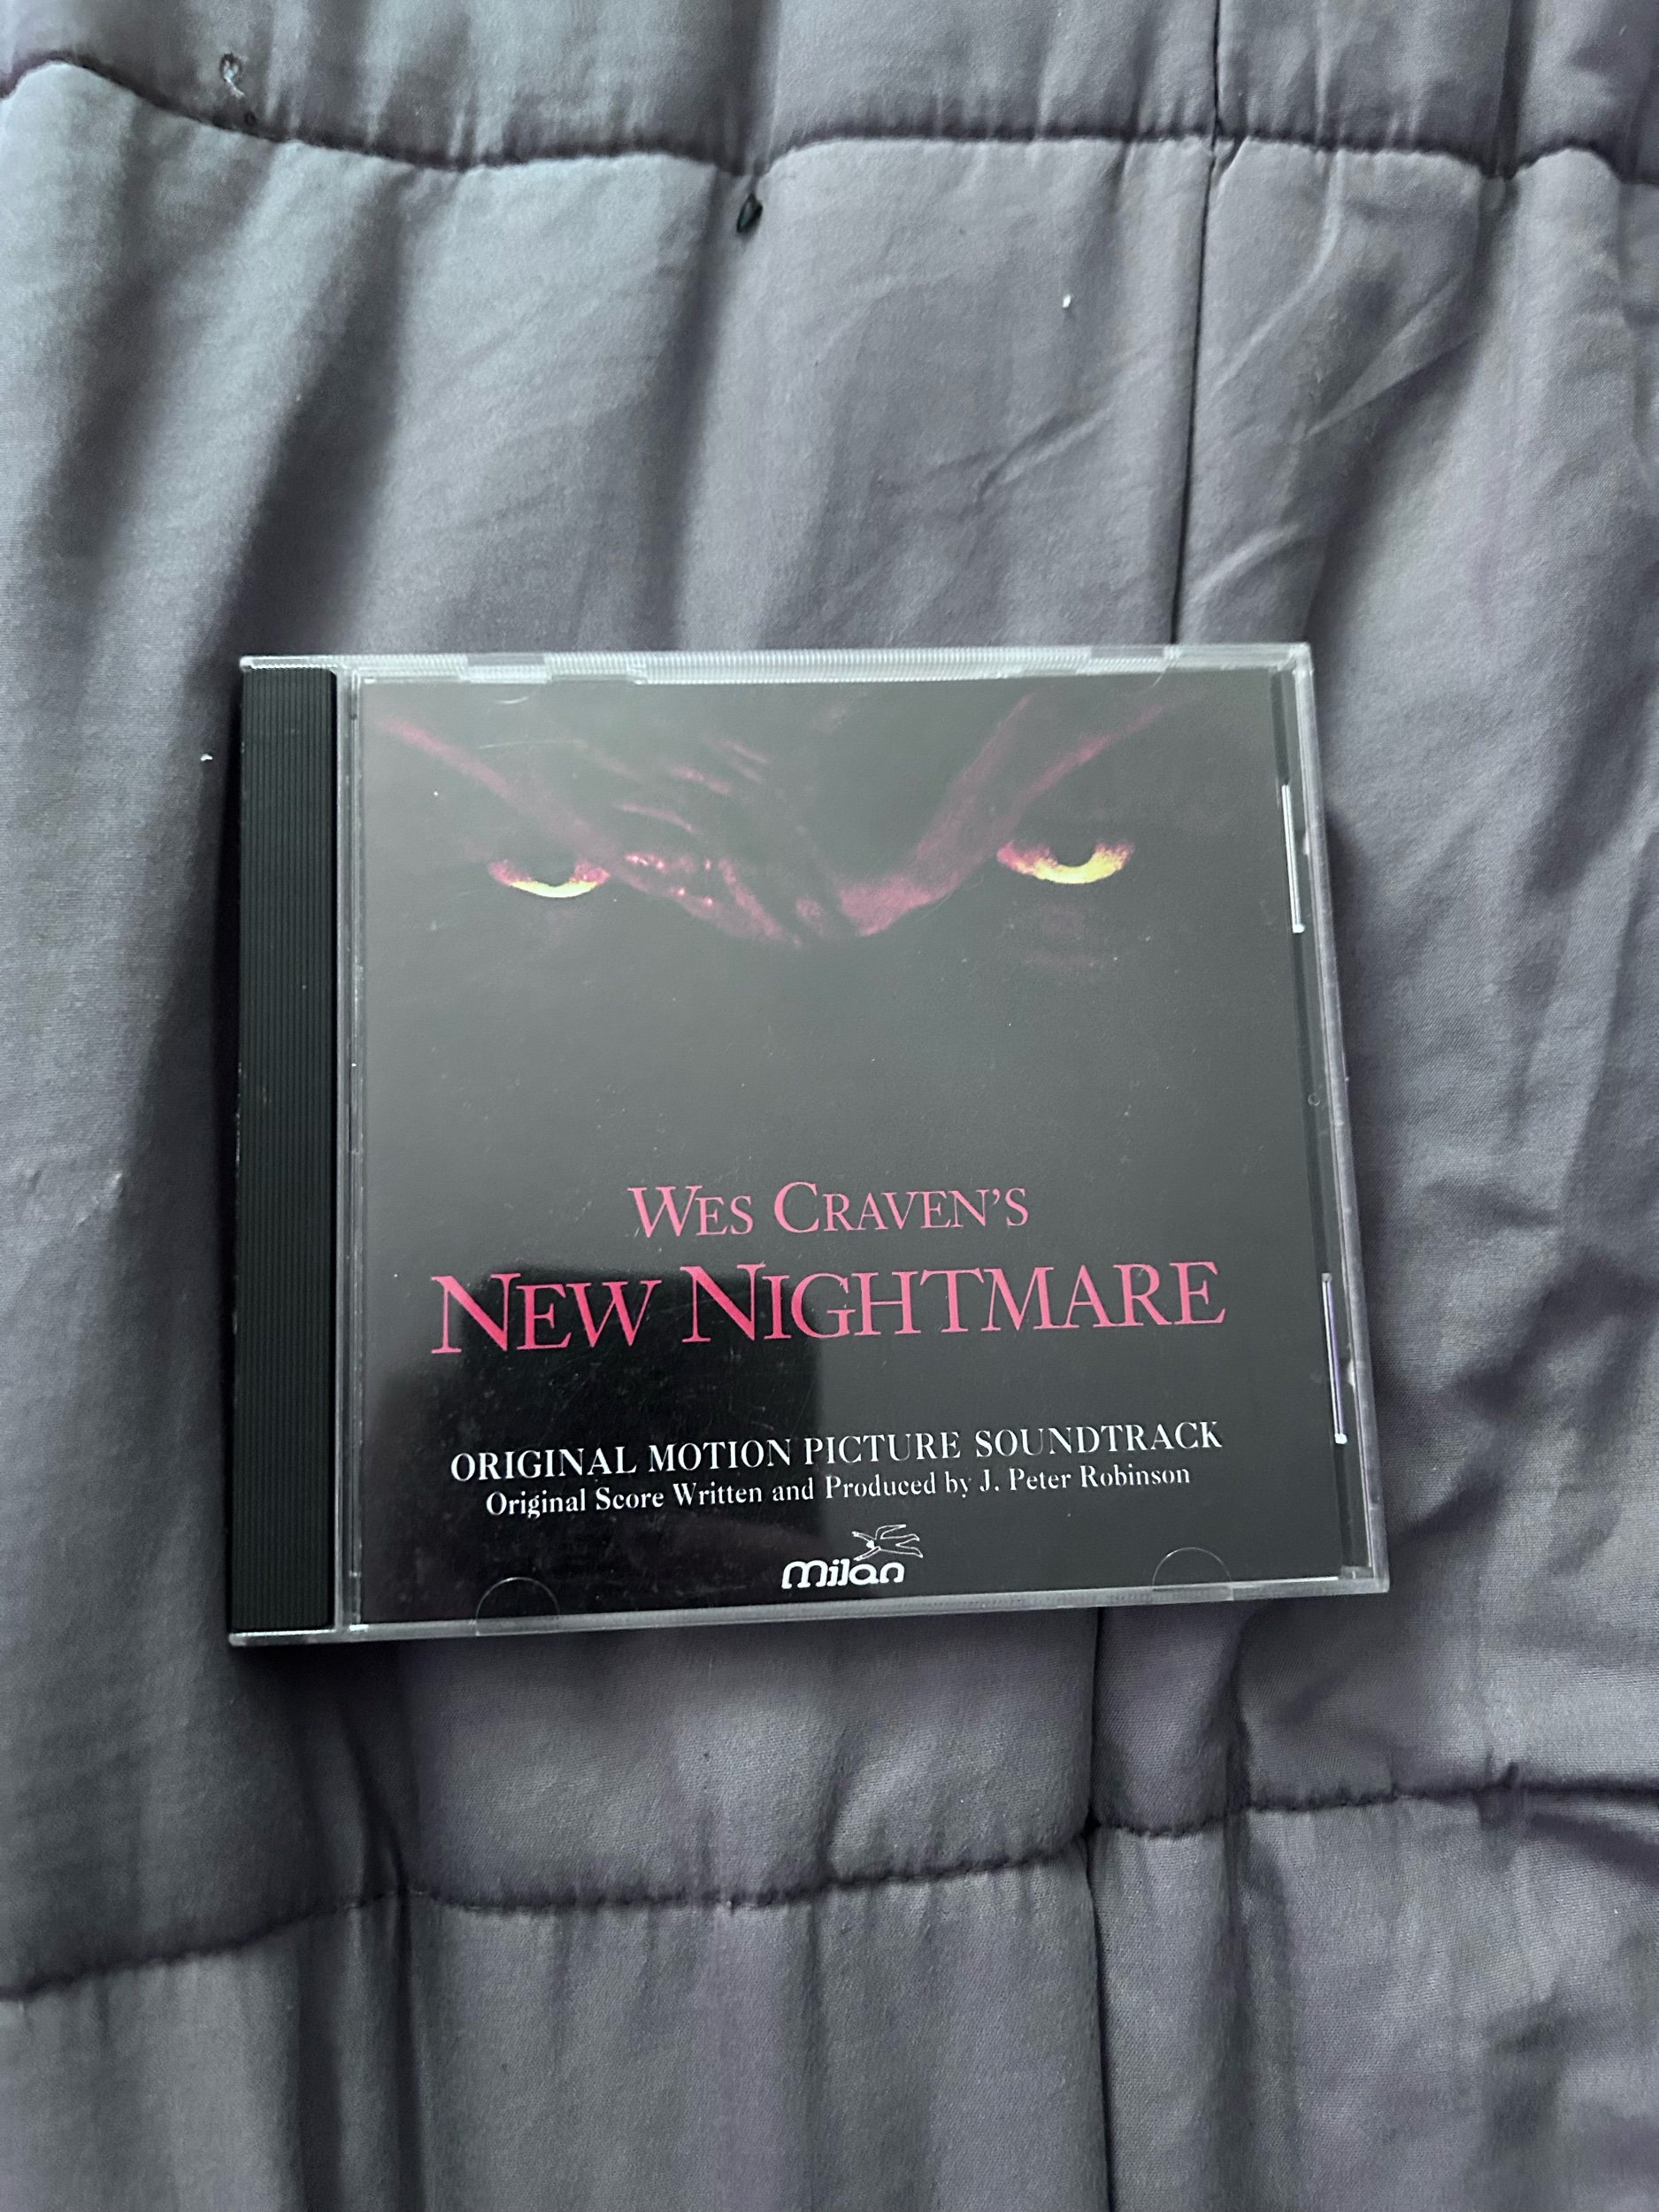 WES CRAVEN'S
NEW NIGHTMARE
ORIGINAL MOTION PICTURE SOUNDTRACK
Original Score Written and Produced by J. Peter Robinson
milan